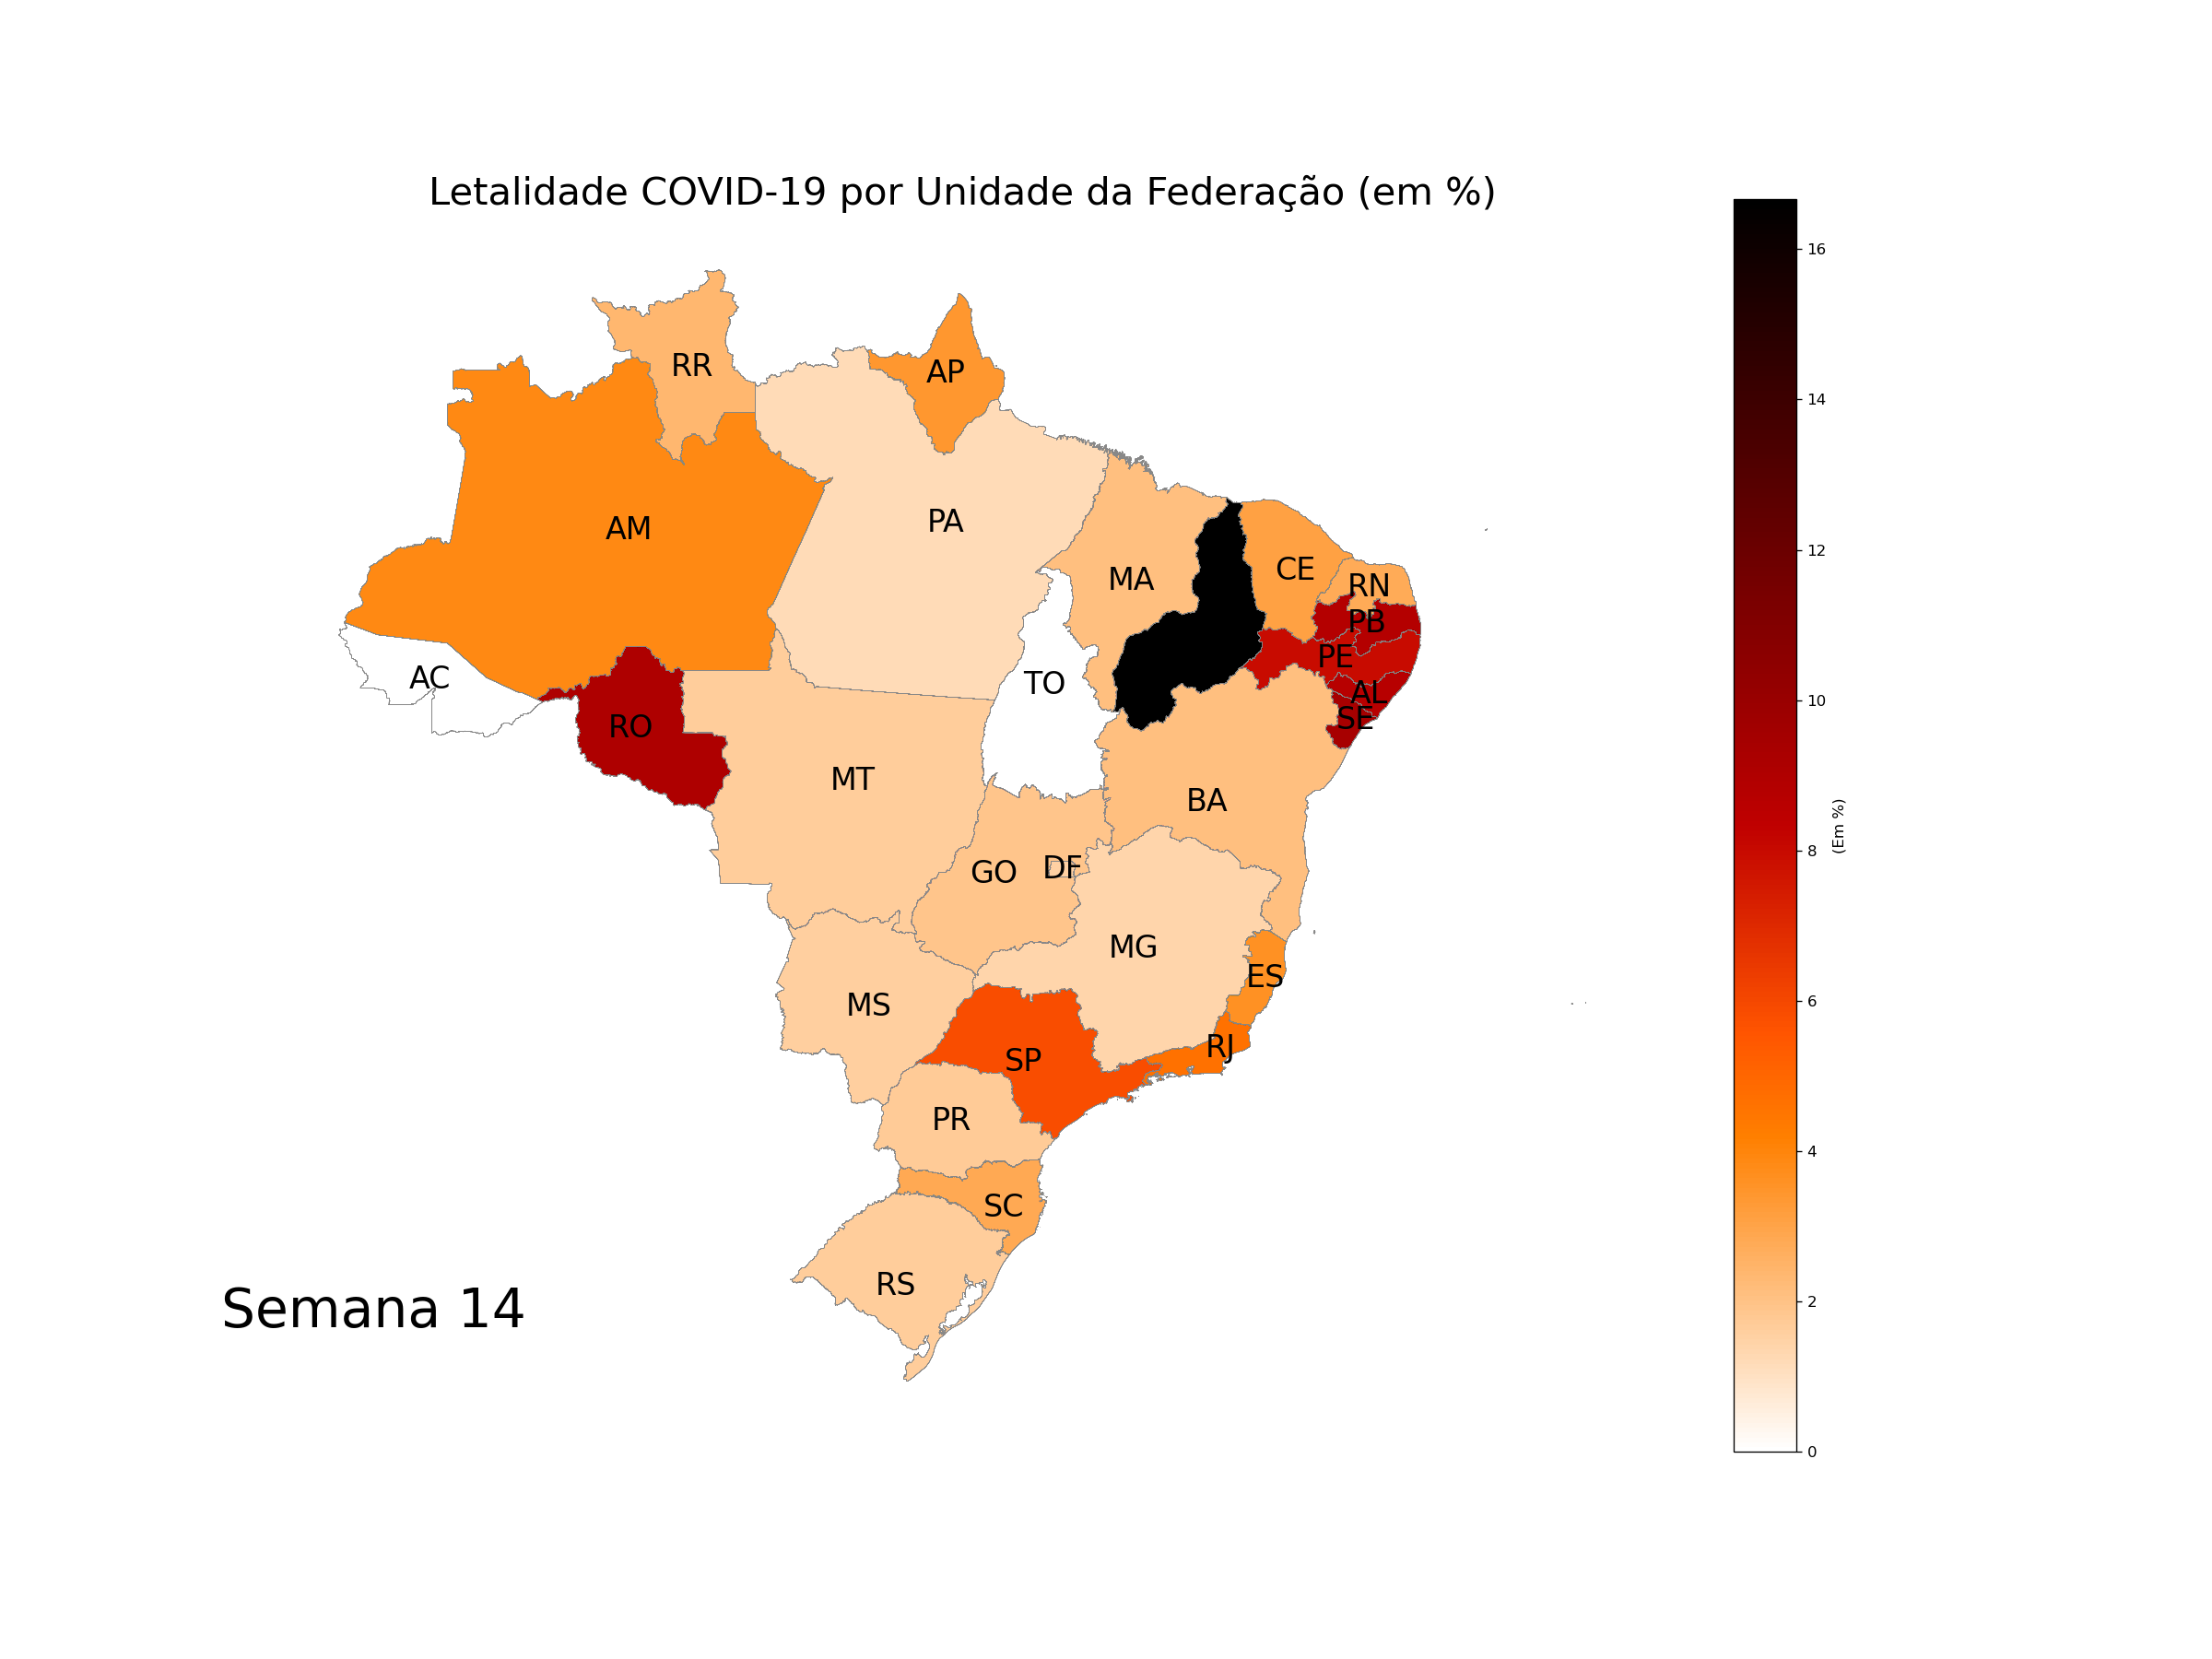 Letalidade COVID-19 por Unidade da Federação (em %)
16
14
12
10
8
6
4
2
0
(Em %)
RR
AP
AM
PA
MA
CE
RN
PB
PE
AL
SE
AC
TO
RO
MT
BA
GO
DF
MG
ES
MS
RJ
SP
PR
SC
RS
Semana 14